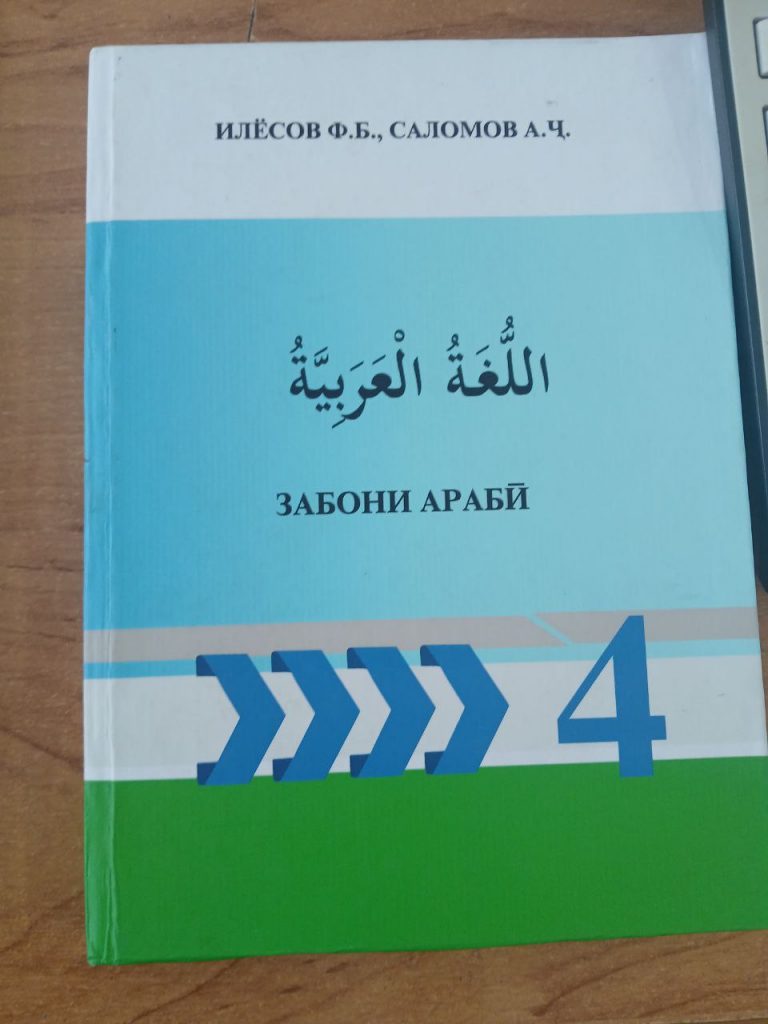 ИЛЁСОВ Ф.Б., САЛОМОВ А.Ҷ.
اللُّغَةُ الْعَرَبِيَّةُ
ЗАБОНИ АРАБӢ
4